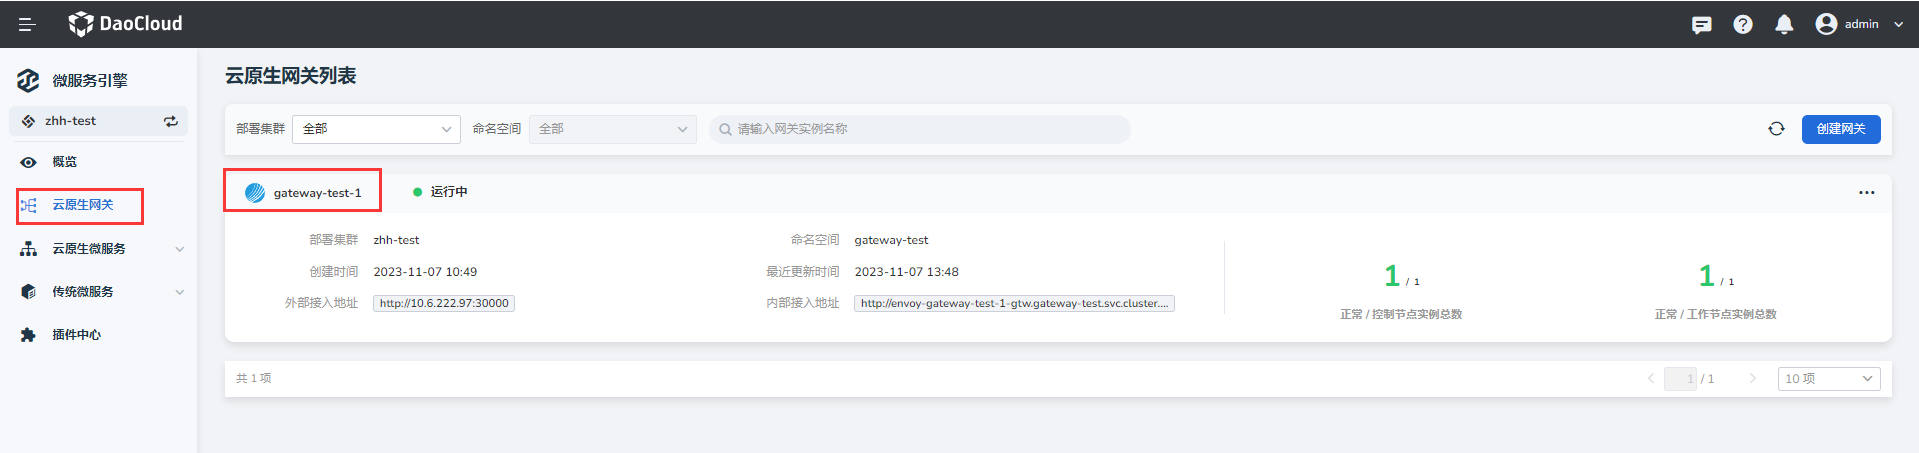 DaoCloud
admin
微服务引擎
zhh-test
概览
云原生网关
云原生微服务
传统微服务
插件中心
云原生网关列表
部署集群 全部 命名空间 全部 请输入网关实例名称 创建网关
gateway-test-1 运行中
部署集群 zhh-test 命名空间 gateway-test
创建时间 2023-11-07 10:49 最近更新时间 2023-11-07 13:48
外部接入地址 http://10.6.222.97:30000 内部接入地址 http://envoy-gateway-test-1-gtw.gateway-test.svc.cluster....
1 / 1 1 / 1
正常 / 控制节点实例总数 正常 / 工作节点实例总数
共 1 项 1 / 1 10 项